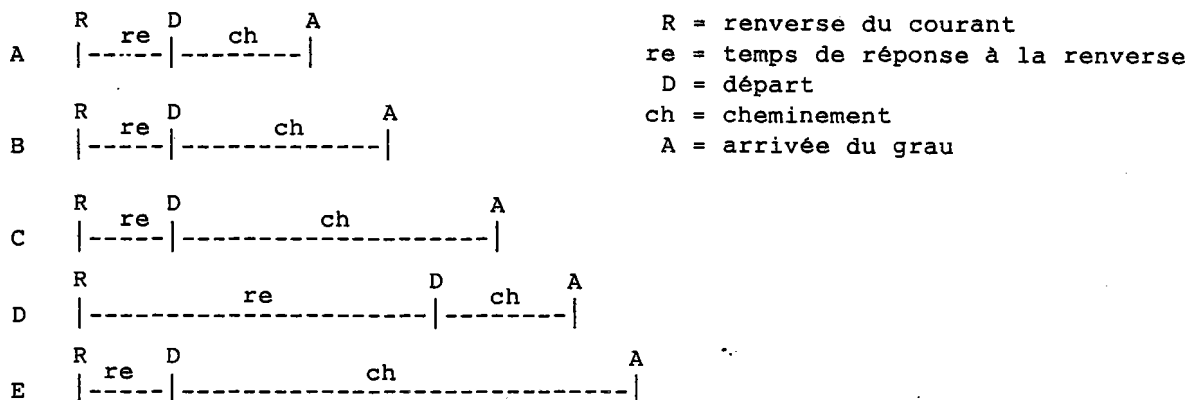 R re D ch A
A |-----|--------|
R re D ch A
B |-----|------------|
R re D ch A
C |-----|------------------|
R re D ch A
D |--------------------|-------|
R re D ch A
E |-----|--------------------------|
R = renverse du courant
re = temps de réponse à la renverse
D = départ
ch = cheminement
A = arrivée du grau